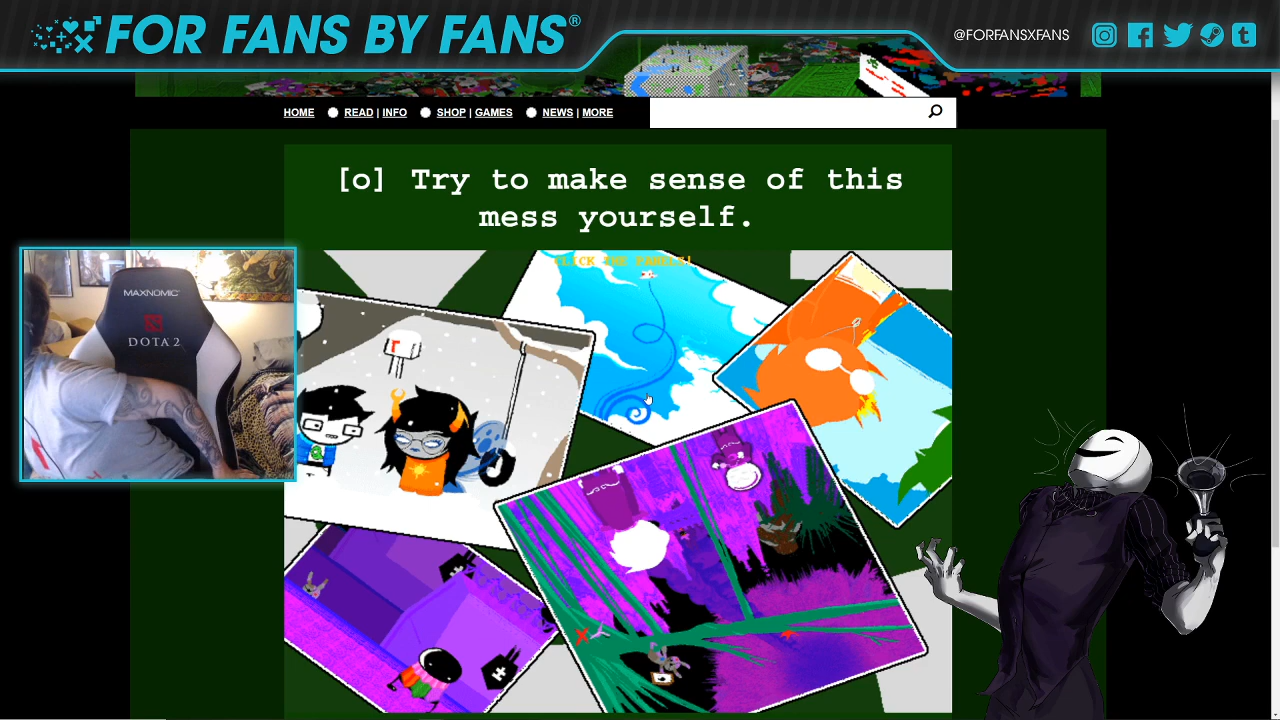 FOR FANS BY FANS®
@FORFANSXFANS
HOME READ | INFO SHOP | GAMES NEWS | MORE
[o] Try to make sense of this
mess yourself.
CLICK THE PANELS!
MAXNOMIC
DOTA 2
r